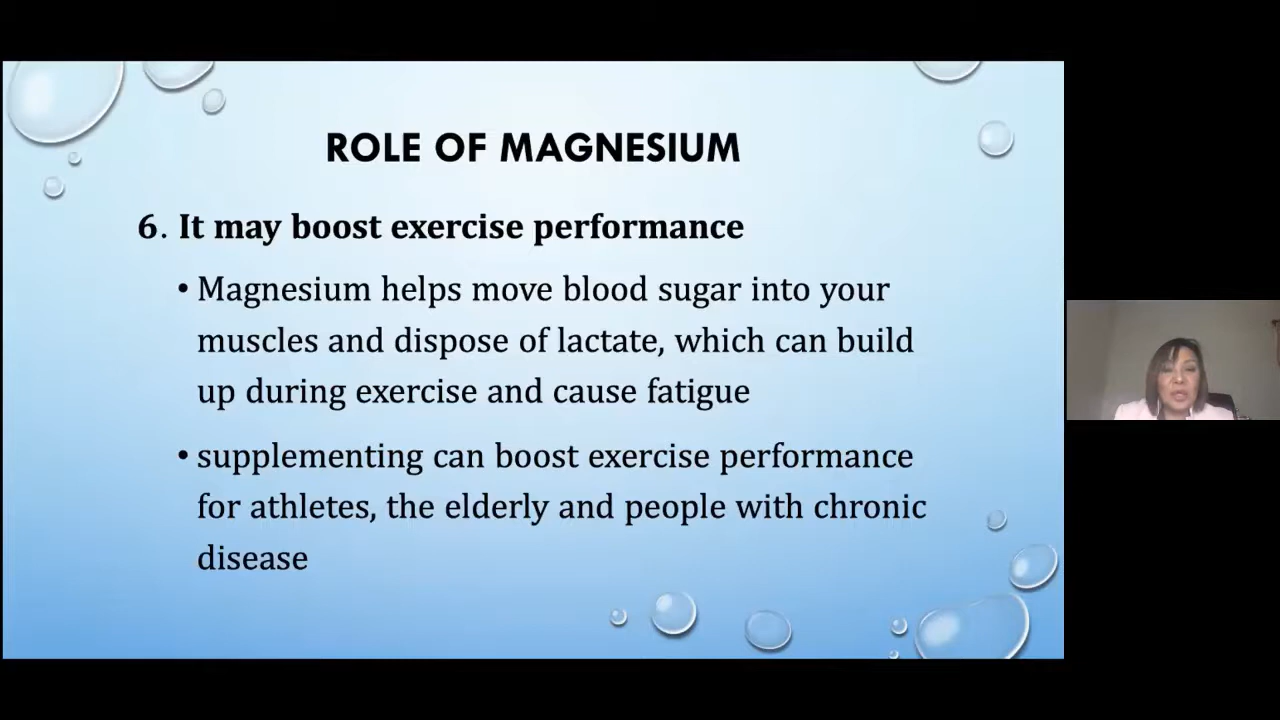 ROLE OF MAGNESIUM
6. It may boost exercise performance
• Magnesium helps move blood sugar into your
muscles and dispose of lactate, which can build
up during exercise and cause fatigue
• supplementing can boost exercise performance
for athletes, the elderly and people with chronic
disease